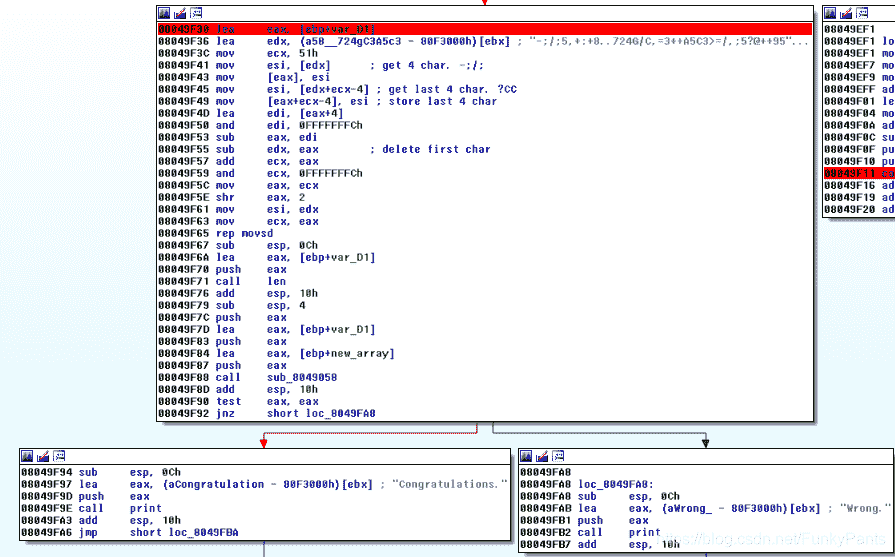 08049F30 lea eax, [ebp+var_D1]
08049F36 lea edx, (a58__724gC3A5c3 - 80F3000h)[ebx] ; "-;/;5,+:+8..724G/C,=3++A5C3>=/,;5?@++95"...
08049F3C mov ecx, 51h
08049F41 mov esi, [edx] ; get 4 char. -;/;
08049F43 mov [eax], esi
08049F45 mov esi, [edx+ecx-4] ; get last 4 char. ?CC
08049F49 mov [eax+ecx-4], esi ; store last 4 char
08049F4D lea edi, [eax+4]
08049F50 and edi, 0FFFFFFFCh
08049F53 sub eax, edi
08049F55 sub edx, eax ; delete first char
08049F57 add ecx, eax
08049F59 and ecx, 0FFFFFFFCh
08049F5C mov eax, ecx
08049F5E shr eax, 2
08049F61 mov esi, edx
08049F63 mov ecx, eax
08049F65 rep movsd
08049F67 sub esp, 0Ch
08049F6A lea eax, [ebp+var_D1]
08049F70 push eax
08049F71 call len
08049F76 add esp, 10h
08049F79 sub esp, 4
08049F7C push eax
08049F7D lea eax, [ebp+var_D1]
08049F83 push eax
08049F84 lea eax, [ebp+new_array]
08049F87 push eax
08049F88 call sub_8049058
08049F8D add esp, 10h
08049F90 test eax, eax
08049F92 jnz short loc_8049FA8
08049EF1
08049EF1 lo
08049EF1 mov
08049EF7 mo
08049EF9 mo
08049EFF ad
08049F01 le
08049F04 mo
08049F0A ad
08049F0C su
08049F0F pu
08049F10 pu
08049F11 ca
08049F16 ad
08049F19 ad
08049F20 ad
08049F94 sub esp, 0Ch
08049F97 lea eax, (aCongratulation - 80F3000h)[ebx] ; "Congratulations."
08049F9D push eax
08049F9E call print
08049FA3 add esp, 10h
08049FA6 jmp short loc_8049FBA
08049FA8
08049FA8 loc_8049FA8:
08049FA8 sub esp, 0Ch
08049FAB lea eax, (aWrong_ - 80F3000h)[ebx] ; "Wrong."
08049FB1 push eax
08049FB2 call print
08049FB7 add esp, 10h
https://blog.csdn.net/FunkyPants